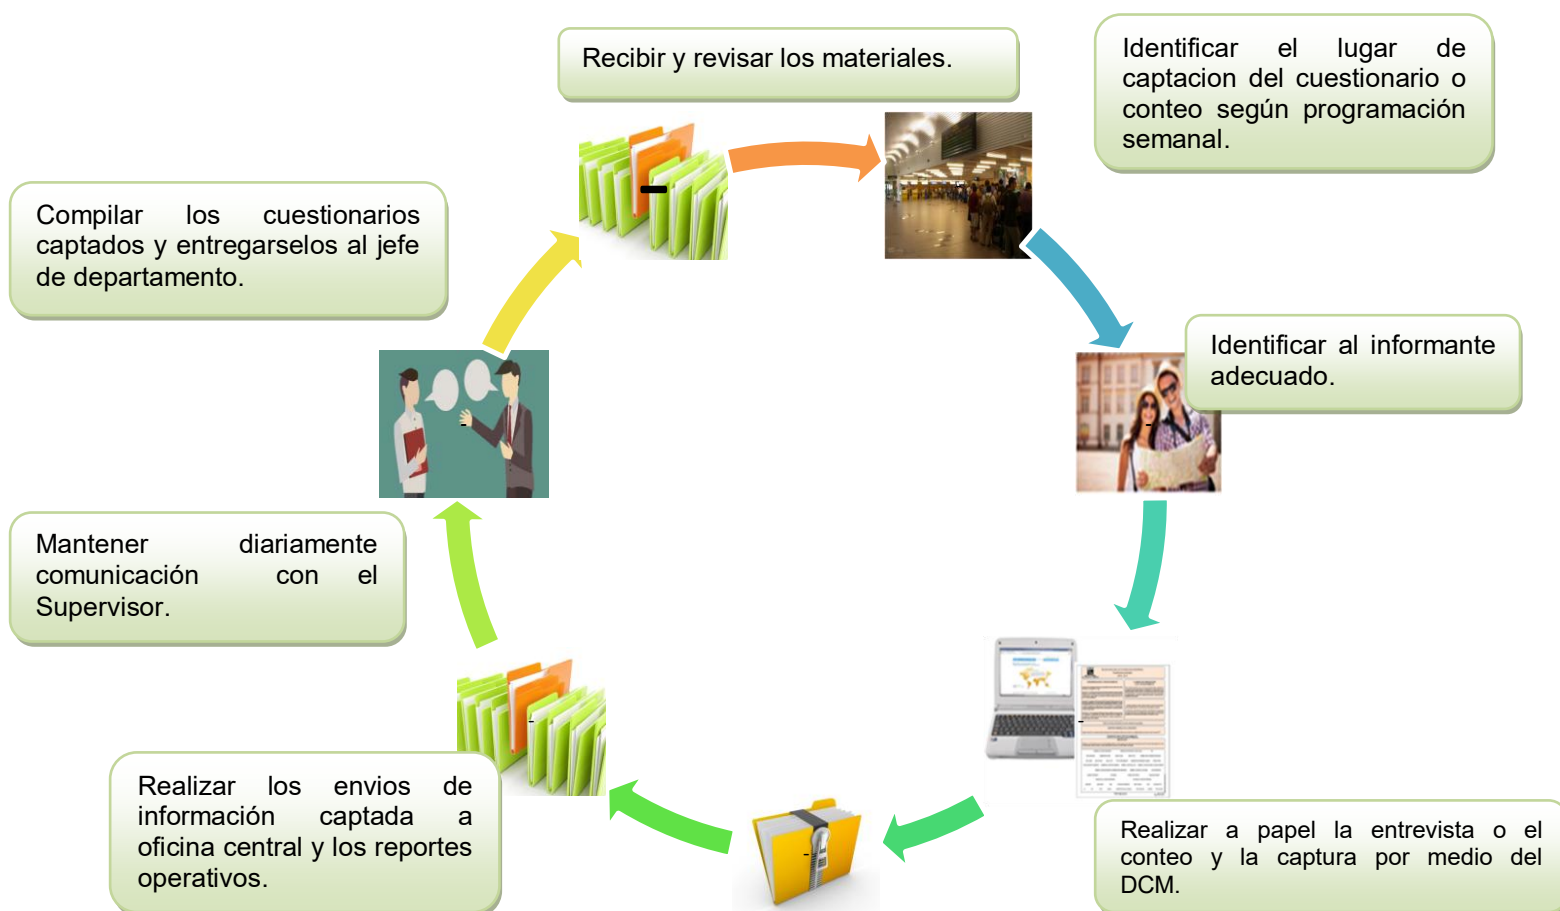 Recibir y revisar los materiales.
Identificar el lugar de
captacion del cuestionario o
conteo según programación
semanal.
Identificar al informante
adecuado.
Realizar a papel la entrevista o el
conteo y la captura por medio del
DCM.
Realizar los envios de
información captada a
oficina central y los reportes
operativos.
Mantener diariamente
comunicación con el
Supervisor.
Compilar los cuestionarios
captados y entregarselos al jefe
de departamento.